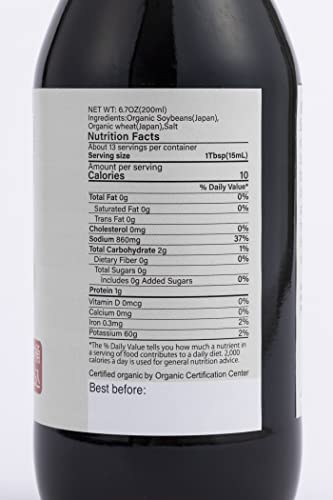 NET WT: 6.7OZ(200ml)
Ingredients:Organic Soybeans(Japan),
Organic wheat(Japan),Salt
Nutrition Facts
About 13 servings per container
Serving size 1Tbsp(15mL)
Amount per serving
Calories 10
% Daily Value*
Total Fat 0g 0%
Saturated Fat 0g 0%
Trans Fat 0g
Cholesterol 0mg 0%
Sodium 860mg 37%
Total Carbohydrate 2g 1%
Dietary Fiber 0g 0%
Total Sugars 0g
Includes 0g Added Sugars 0%
Protein 1g
Vitamin D 0mcg 0%
Calcium 0mg 0%
Iron 0.3mg 2%
Potassium 60g 2%
*The % Daily Value tells you how much a nutrient in
a serving of food contributes to a daily diet. 2,000
calories a day is used for general nutrition advice.
Certified organic by Organic Certification Center
Best before: